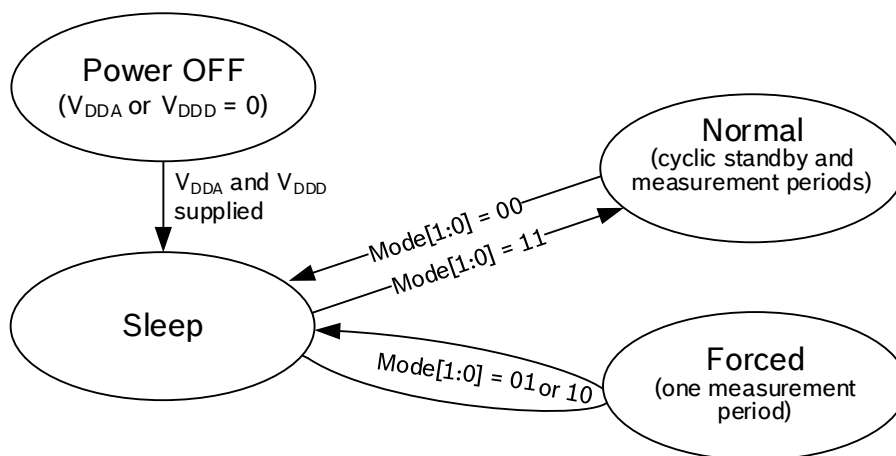 Power OFF
(VDDA or VDDD = 0)
VDDA and VDDD
supplied
Normal
(cyclic standby and
measurement periods)
Mode[1:0] = 00
Mode[1:0] = 11
Sleep
Mode[1:0] = 01 or 10
Forced
(one measurement
period)